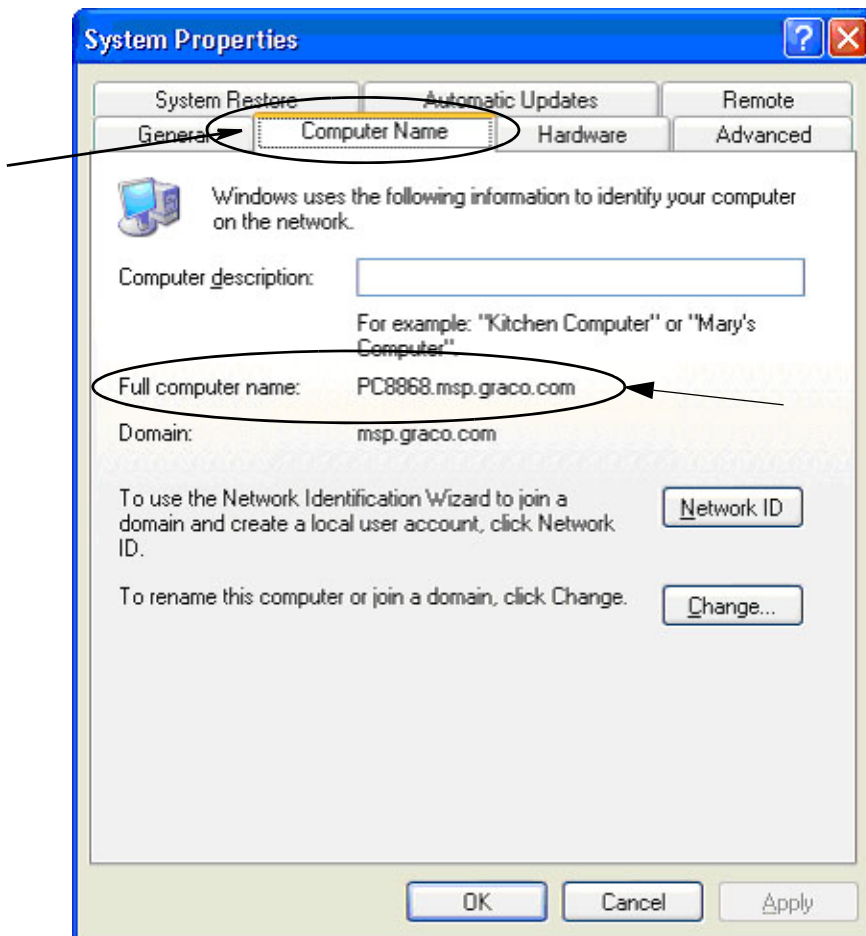 System Properties
System Restore Automatic Updates Remote
General Computer Name Hardware Advanced
Windows uses the following information to identify your computer
on the network.
Computer description:
For example: "Kitchen Computer" or "Mary's
Computer".
Full computer name: PC8868.msp.graco.com
Domain: msp.graco.com
To use the Network Identification Wizard to join a
domain and create a local user account, click Network
ID.
Network ID
To rename this computer or join a domain, click Change.
Change...
OK Cancel Apply